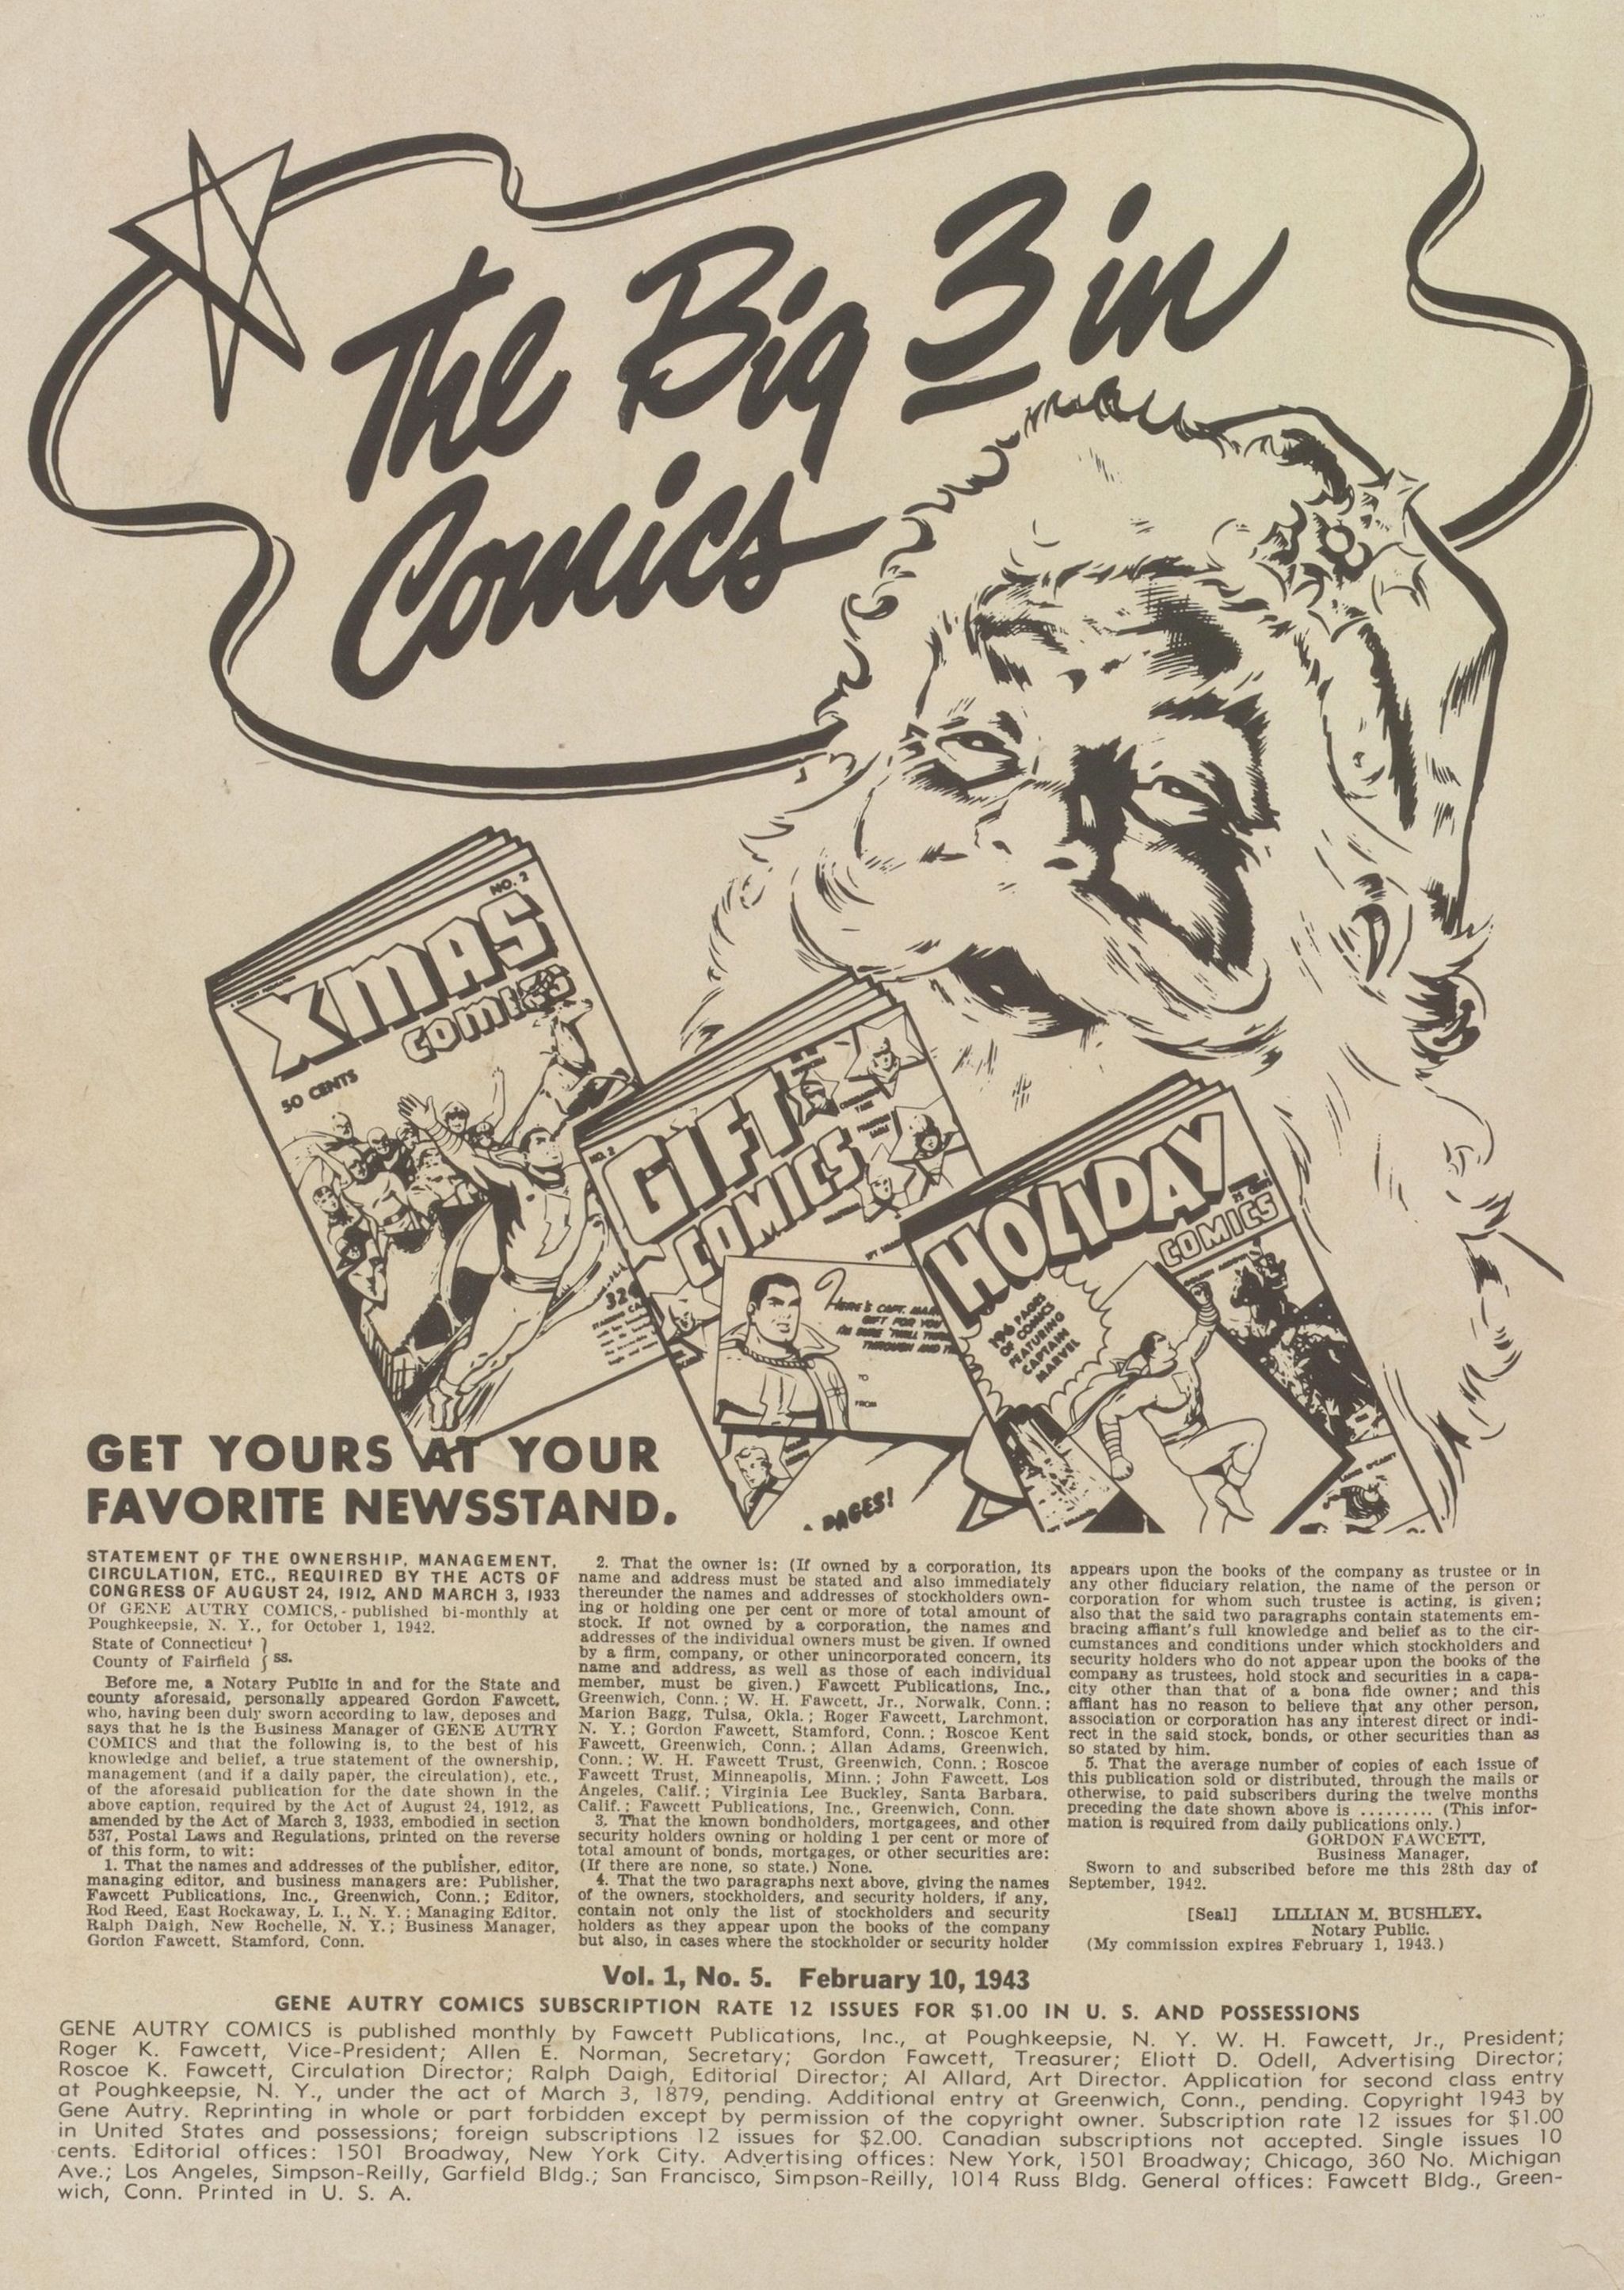 The Big 3 in
Comics
NO. 2
XMAS
COMICS
50 CENTS
NO. 2
GIFT
COMICS
HERE'S CAPT. MAR
GIFT FOR YOU
THROUGH AND
TO
FROM
PAGES!
HOLIDAY
COMICS
196 PAGES
OF COMICS
FEATURING
CAPTAIN
MARVEL
GET YOURS AT YOUR
FAVORITE NEWSSTAND.
STATEMENT OF THE OWNERSHIP, MANAGEMENT,
CIRCULATION, ETC., REQUIRED BY THE ACTS OF
CONGRESS OF AUGUST 24, 1912, AND MARCH 3, 1933
Of GENE AUTRY COMICS, published bi-monthly at
Poughkeepsie, N. Y., for October 1, 1942.
State of Connecticut
County of Fairfield } ss.
Before me, a Notary Public in and for the State and
county aforesaid, personally appeared Gordon Fawcett,
who, having been duly sworn according to law, deposes and
says that he is the Business Manager of GENE AUTRY
COMICS and that the following is, to the best of his
knowledge and belief, a true statement of the ownership,
management (and if a daily paper, the circulation), etc.,
of the aforesaid publication for the date shown in the
above caption, required by the Act of August 24, 1912, as
amended by the Act of March 3, 1933, embodied in section
537, Postal Laws and Regulations, printed on the reverse
of this form, to wit:
1. That the names and addresses of the publisher, editor,
managing editor, and business managers are: Publisher,
Fawcett Publications, Inc., Greenwich, Conn.; Editor,
Rod Reed, East Rockaway, L. I., N. Y.; Managing Editor,
Ralph Daigh, New Rochelle, N. Y.; Business Manager,
Gordon Fawcett, Stamford, Conn.
2. That the owner is: (If owned by a corporation, its
name and address must be stated and also immediately
thereunder the names and addresses of stockholders own-
ing or holding one per cent or more of total amount of
stock. If not owned by a corporation, the names and
addresses of the individual owners must be given. If owned
by a firm, company, or other unincorporated concern, its
name and address, as well as those of each individual
member, must be given.) Fawcett Publications, Inc.,
Greenwich, Conn.; W. H. Fawcett, Jr., Norwalk, Conn.;
Marion Bagg, Tulsa, Okla.; Roger Fawcett, Larchmont,
N. Y.; Gordon Fawcett, Stamford, Conn.; Roscoe Kent
Fawcett, Greenwich, Conn.; Allan Adams, Greenwich,
Conn.; W. H. Fawcett Trust, Greenwich, Conn.; Roscoe
Fawcett Trust, Minneapolis, Minn.; John Fawcett, Los
Angeles, Calif.; Virginia Lee Buckley, Santa Barbara,
Calif.; Fawcett Publications, Inc., Greenwich, Conn.
3. That the known bondholders, mortgagees, and other
security holders owning or holding 1 per cent or more of
total amount of bonds, mortgages, or other securities are:
(If there are none, so state.) None.
4. That the two paragraphs next above, giving the names
of the owners, stockholders, and security holders, if any,
contain not only the list of stockholders and security
holders as they appear upon the books of the company
but also, in cases where the stockholder or security holder
appears upon the books of the company as trustee or in
any other fiduciary relation, the name of the person or
corporation for whom such trustee is acting, is given;
also that the said two paragraphs contain statements em-
bracing affiant's full knowledge and belief as to the cir-
cumstances and conditions under which stockholders and
security holders who do not appear upon the books of the
company as trustees, hold stock and securities in a capa-
city other than that of a bona fide owner; and this
affiant has no reason to believe that any other person,
association or corporation has any interest direct or indi-
rect in the said stock, bonds, or other securities than as
so stated by him.
5. That the average number of copies of each issue of
this publication sold or distributed, through the mails or
otherwise, to paid subscribers during the twelve months
preceding the date shown above is ......... (This infor-
mation is required from daily publications only.)
GORDON FAWCETT,
Business Manager.
Sworn to and subscribed before me this 28th day of
September, 1942.
[Seal] LILLIAN M. BUSHLEY.
Notary Public.
(My commission expires February 1, 1943.)
Vol. 1, No. 5. February 10, 1943
GENE AUTRY COMICS SUBSCRIPTION RATE 12 ISSUES FOR $1.00 IN U. S. AND POSSESSIONS
GENE AUTRY COMICS is published monthly by Fawcett Publications, Inc., at Poughkeepsie, N. Y. W. H. Fawcett, Jr., President;
Roger K. Fawcett, Vice-President; Allen E. Norman, Secretary; Gordon Fawcett, Treasurer; Eliott D. Odell, Advertising Director;
Roscoe K. Fawcett, Circulation Director; Ralph Daigh, Editorial Director; Al Allard, Art Director. Application for second class entry
at Poughkeepsie, N. Y., under the act of March 3, 1879, pending. Additional entry at Greenwich, Conn., pending. Copyright 1943 by
Gene Autry. Reprinting in whole or part forbidden except by permission of the copyright owner. Subscription rate 12 issues for $1.00
in United States and possessions; foreign subscriptions 12 issues for $2.00. Canadian subscriptions not accepted. Single issues 10
cents. Editorial offices: 1501 Broadway, New York City. Advertising offices: New York, 1501 Broadway; Chicago, 360 No. Michigan
Ave.; Los Angeles, Simpson-Reilly, Garfield Bldg.; San Francisco, Simpson-Reilly, 1014 Russ Bldg. General offices: Fawcett Bldg., Green-
wich, Conn. Printed in U. S. A.